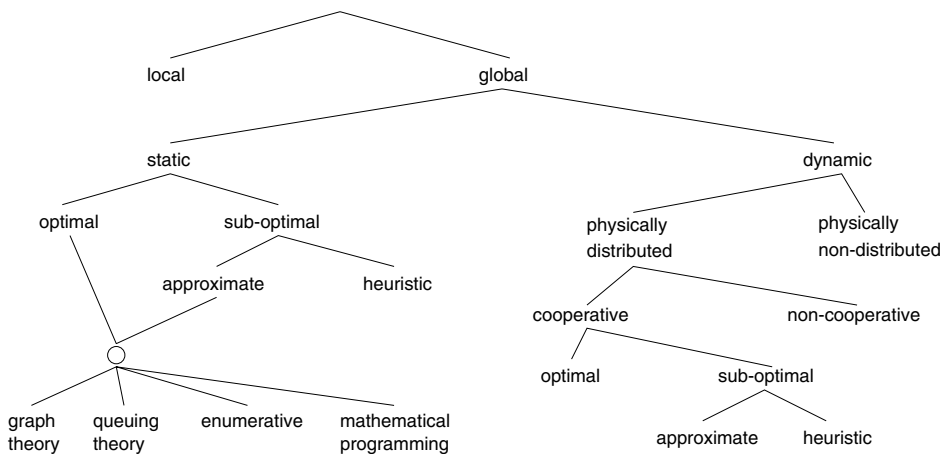 local
global
static
dynamic
optimal
sub-optimal
physically
distributed
physically
non-distributed
approximate
heuristic
cooperative
non-cooperative
optimal
sub-optimal
graph
theory
queuing
theory
enumerative
mathematical
programming
approximate
heuristic